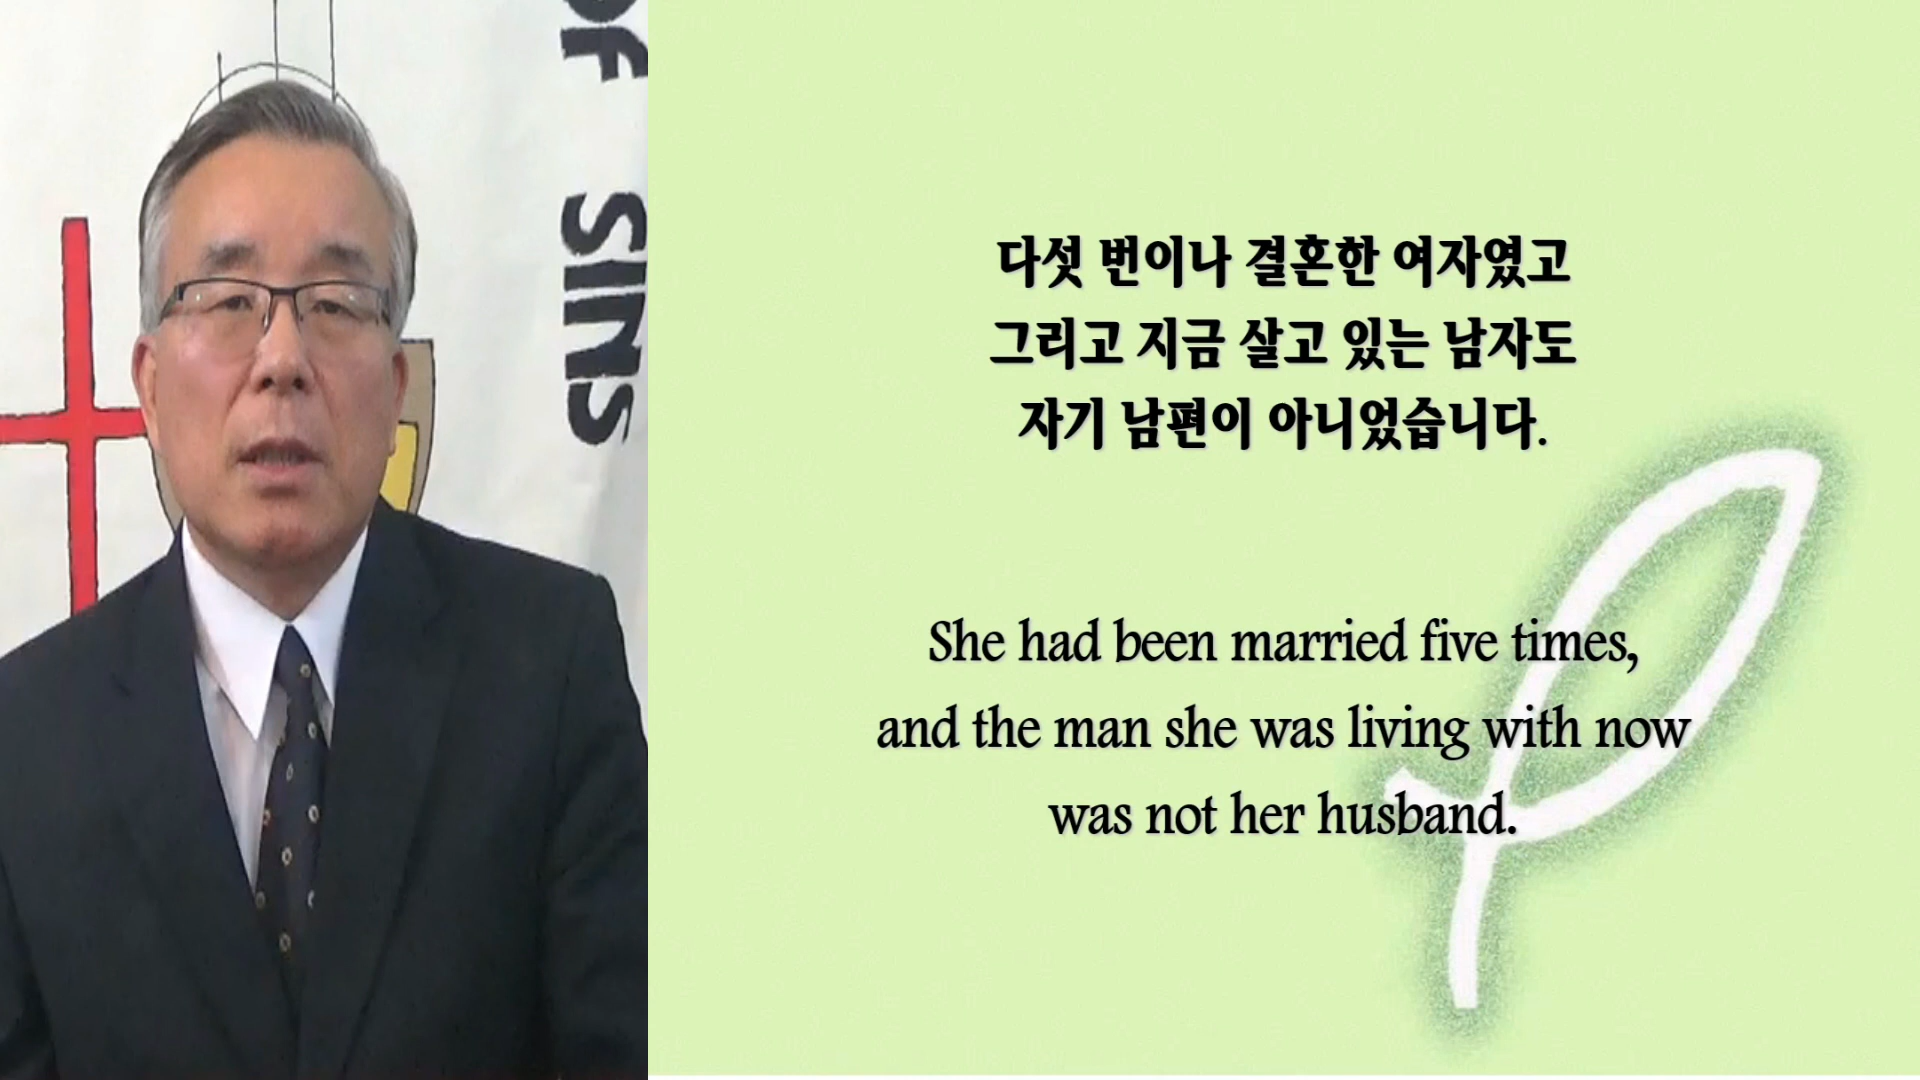 OF SINS
다섯 번이나 결혼한 여자였고
그리고 지금 살고 있는 남자도
자기 남편이 아니었습니다.
She had been married five times,
and the man she was living with now
was not her husband.